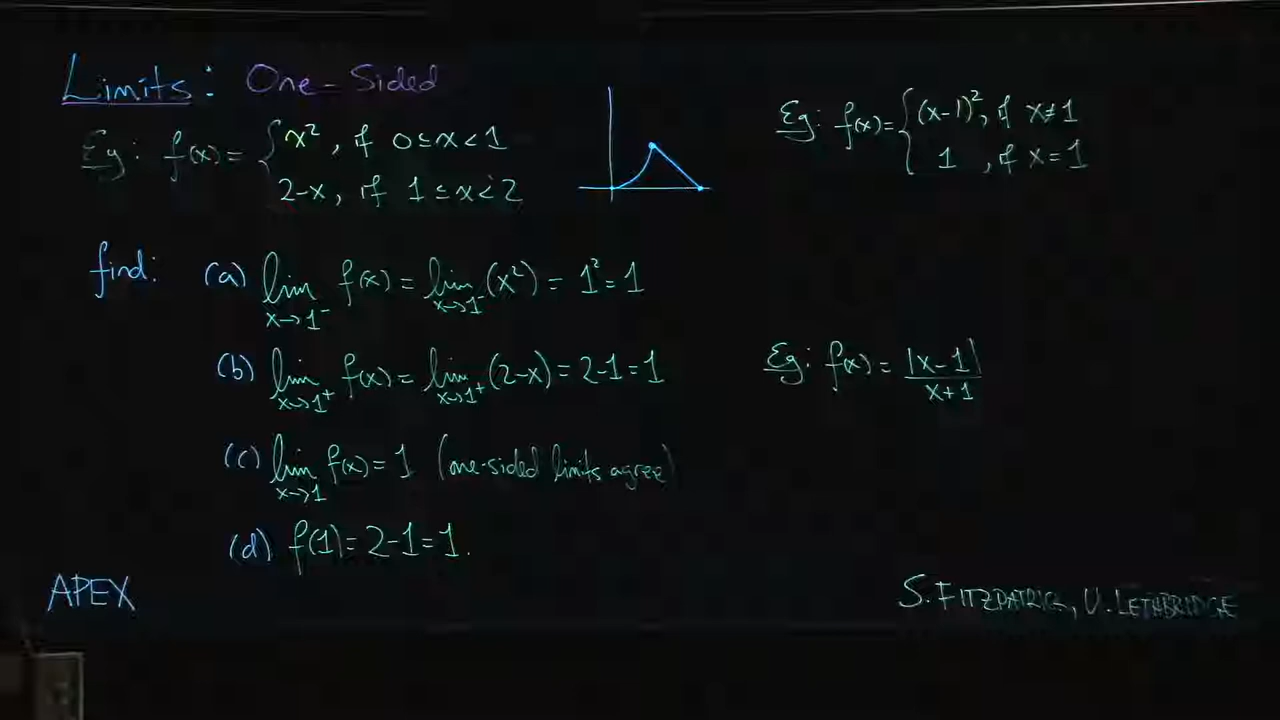 Limits: One-Sided
Eg: f(x) = { x², if 0≤x<1
2-x, if 1≤x<2
find: (a) lim x→1⁻ f(x) = lim x→1⁻ (x²) = 1² = 1
(b) lim x→1⁺ f(x) = lim x→1⁺ (2-x) = 2-1 = 1
(c) lim x→1 f(x) = 1 (one-sided limits agree)
(d) f(1) = 2-1 = 1.
Eg: f(x) = { (x-1)², if x≠1
1, if x=1
Eg: f(x) = |x-1| / x+1
APEX
S. FITZPATRICK, U. LETHBRIDGE